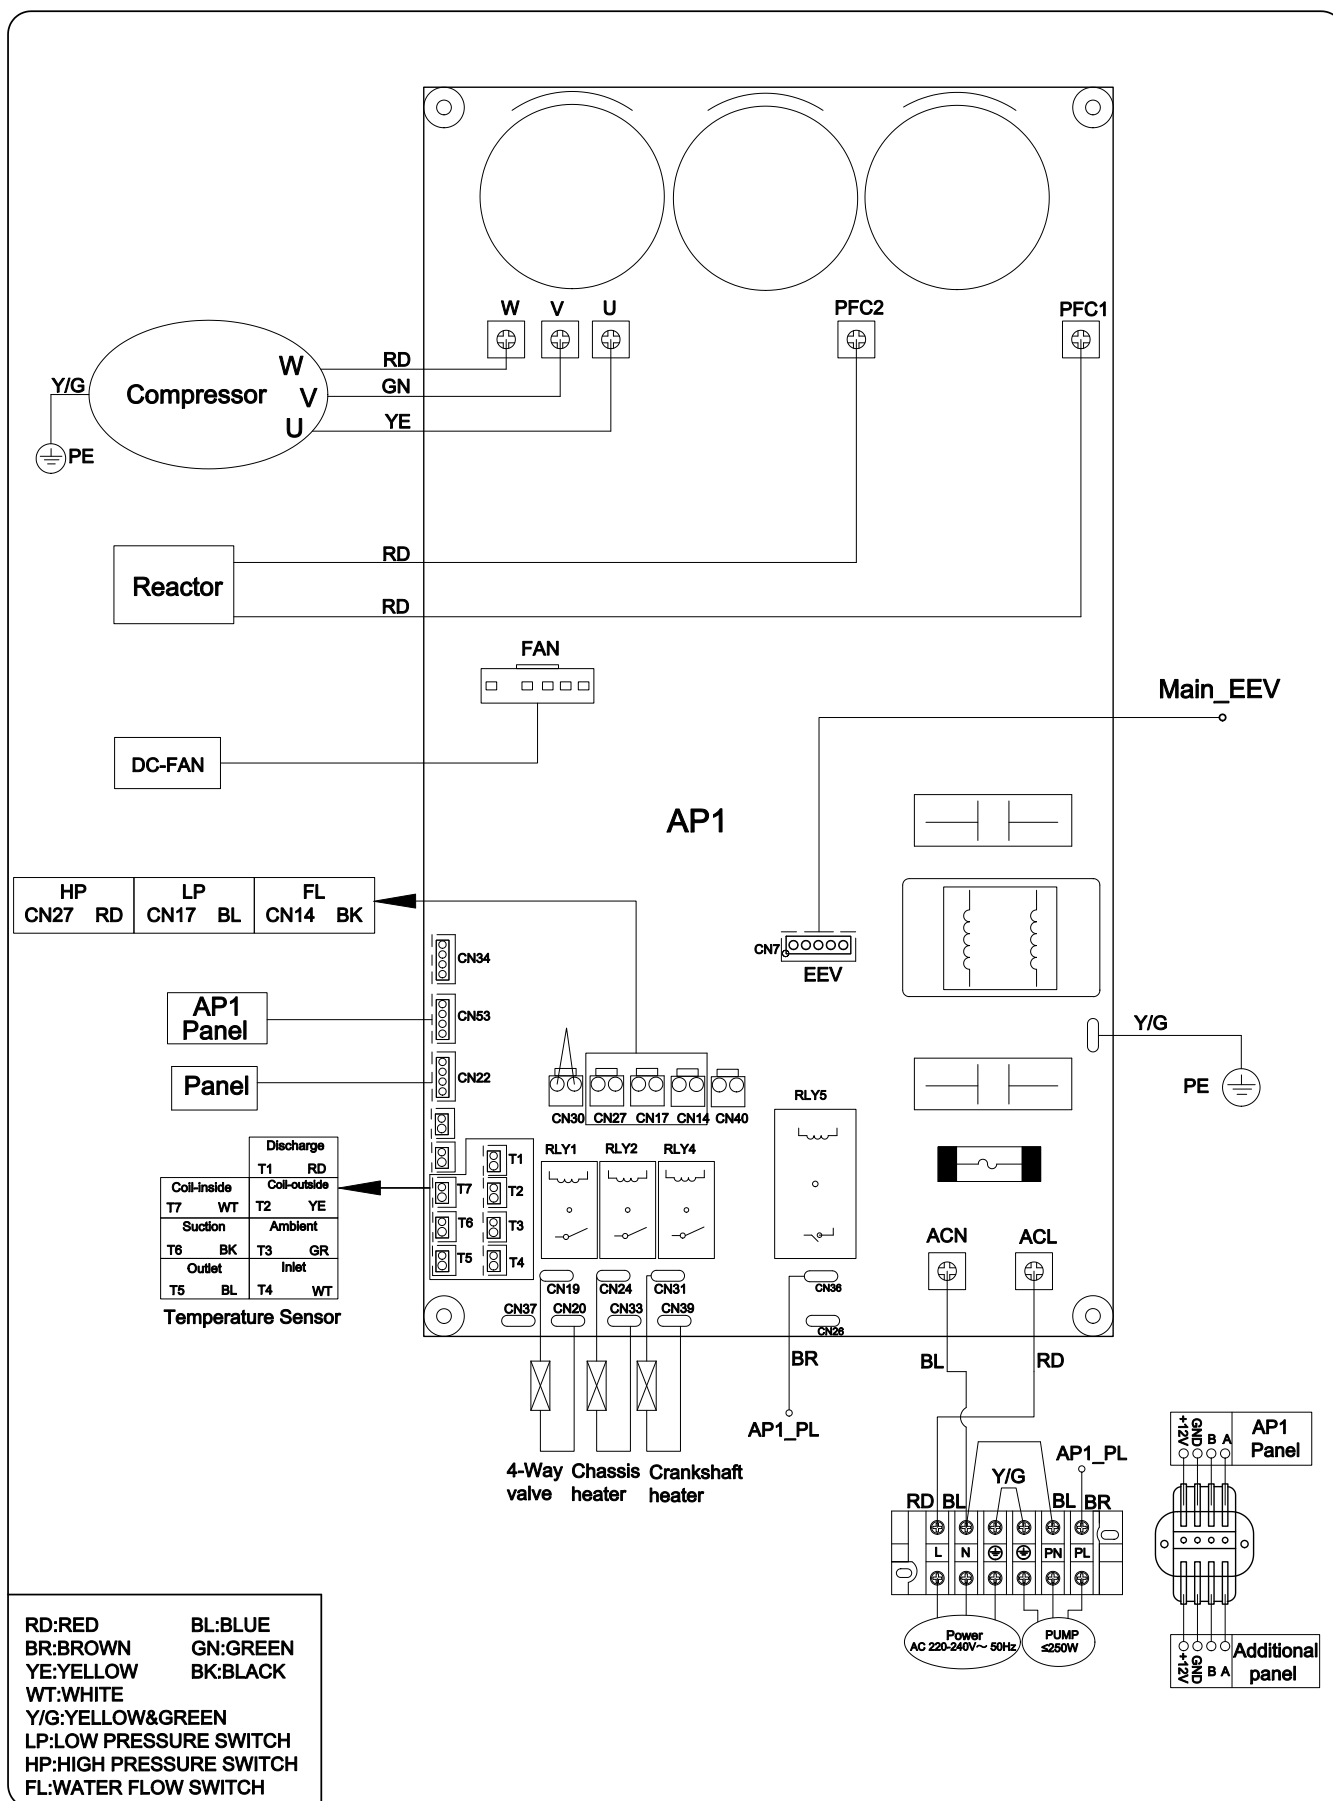 W V U PFC2 PFC1
W
V
U
Compressor
RD
GN
YE
Y/G
PE
Reactor
RD
RD
FAN
DC-FAN
Main_EEV
AP1
HP LP FL
CN27 RD CN17 BL CN14 BK
CN7
EEV
CN34
AP1
Panel
CN53
Panel
CN22
Y/G
PE
CN30 CN27 CN17 CN14 CN40
RLY5
RLY1 RLY2 RLY4
T1
T7 T2
T6 T3
T5 T4
Discharge
T1 RD
Coil-inside Coil-outside
T7 WT T2 YE
Suction Ambient
T6 BK T3 GR
Outlet Inlet
T5 BL T4 WT
Temperature Sensor
ACN ACL
CN19 CN24 CN31 CN36
CN37 CN20 CN33 CN39 CN26
BR
BL RD
AP1_PL
4-Way
valve
Chassis
heater
Crankshaft
heater
AP1_PL
Y/G
RD BL BL BR
L N PN PL
Power
AC 220-240V～ 50Hz
PUMP
≤250W
+12V GND B A
AP1
Panel
+12V GND B A
Additional
panel
RD:RED BL:BLUE
BR:BROWN GN:GREEN
YE:YELLOW BK:BLACK
WT:WHITE
Y/G:YELLOW&GREEN
LP:LOW PRESSURE SWITCH
HP:HIGH PRESSURE SWITCH
FL:WATER FLOW SWITCH